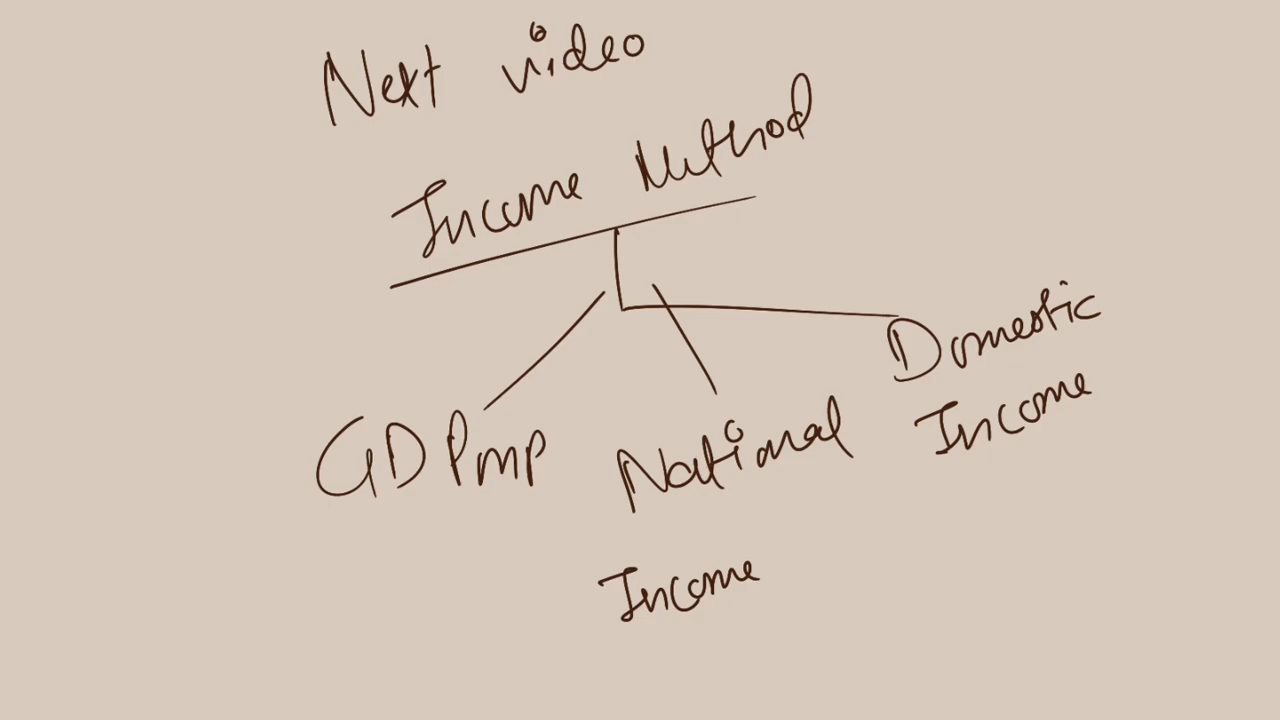 Next video
Income Method
GDPmp
National
Income
Domestic
Income